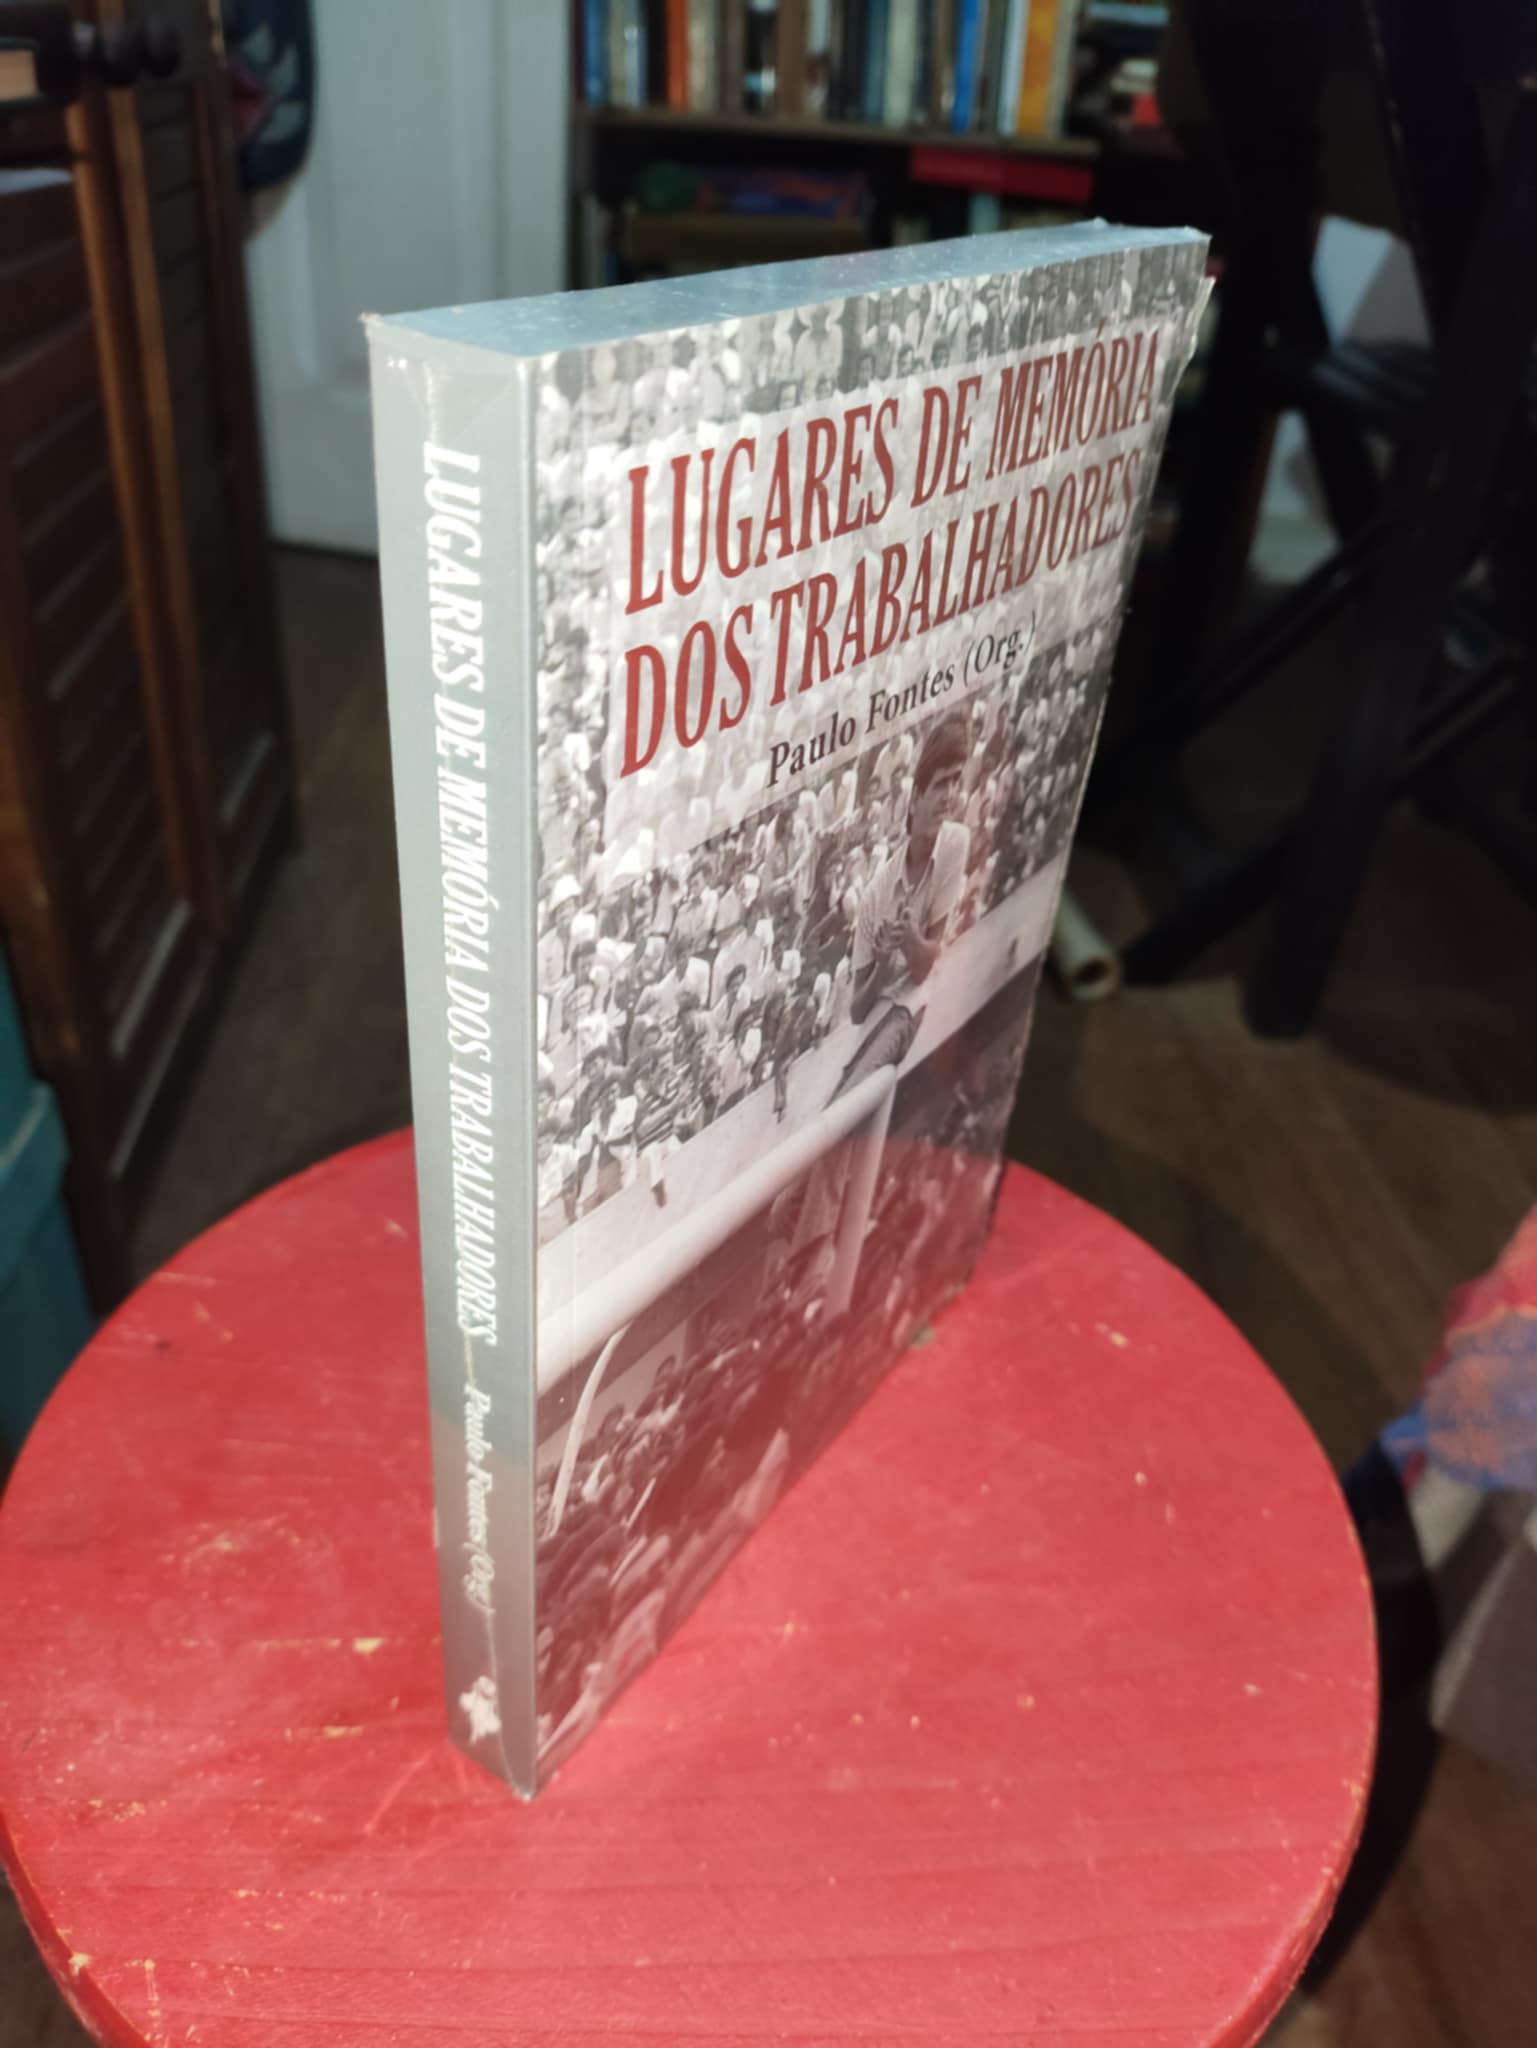 LUGARES DE MEMÓRIA
DOS TRABALHADORES
Paulo Fontes (Org.)
LUGARES DE MEMÓRIA DOS TRABALHADORES Paulo Fontes (Org.)